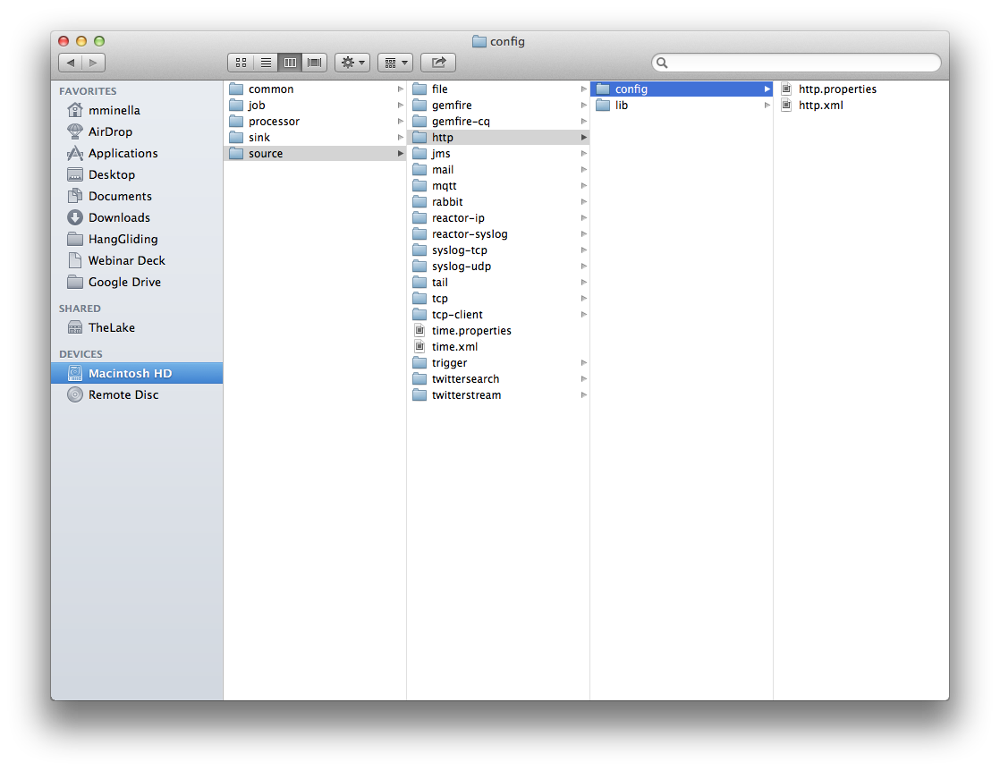 config
FAVORITES
mminella
AirDrop
Applications
Desktop
Documents
Downloads
HangGliding
Webinar Deck
Google Drive
SHARED
TheLake
DEVICES
Macintosh HD
Remote Disc
common
job
processor
sink
source
file
gemfire
gemfire-cq
http
jms
mail
mqtt
rabbit
reactor-ip
reactor-syslog
syslog-tcp
syslog-udp
tail
tcp
tcp-client
time.properties
time.xml
trigger
twittersearch
twitterstream
config
lib
http.properties
http.xml